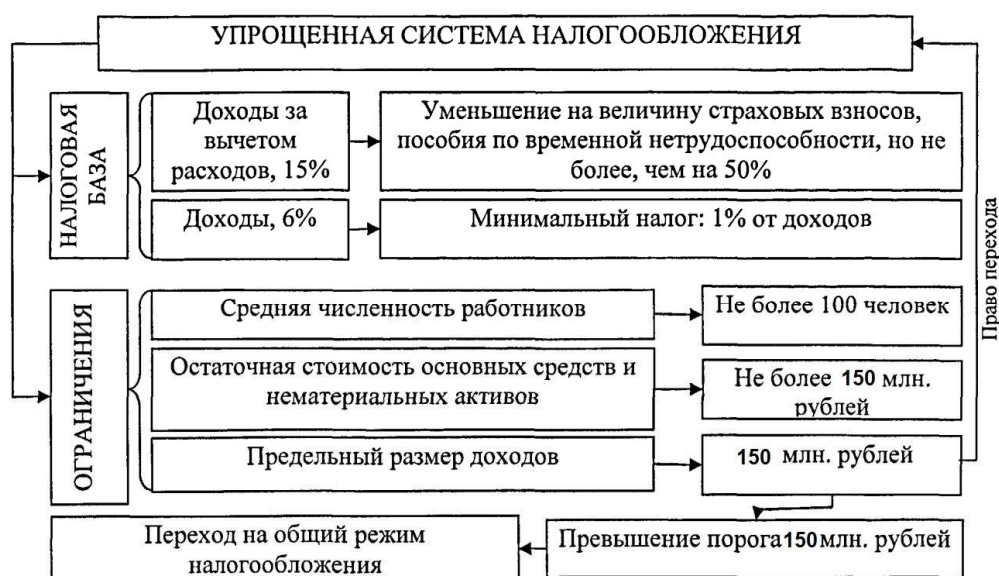 УПРОЩЕННАЯ СИСТЕМА НАЛОГООБЛОЖЕНИЯ
НАЛОГОВАЯ
БАЗА
Доходы за
вычетом
расходов, 15%
Уменьшение на величину страховых взносов,
пособия по временной нетрудоспособности, но не
более, чем на 50%
Доходы, 6%
Минимальный налог: 1% от доходов
Право перехода
ОГРАНИЧЕНИЯ
Средняя численность работников
Не более 100 человек
Остаточная стоимость основных средств и
нематериальных активов
Не более 150 млн.
рублей
Предельный размер доходов
150 млн. рублей
Переход на общий режим
налогообложения
Превышение порога150млн. рублей